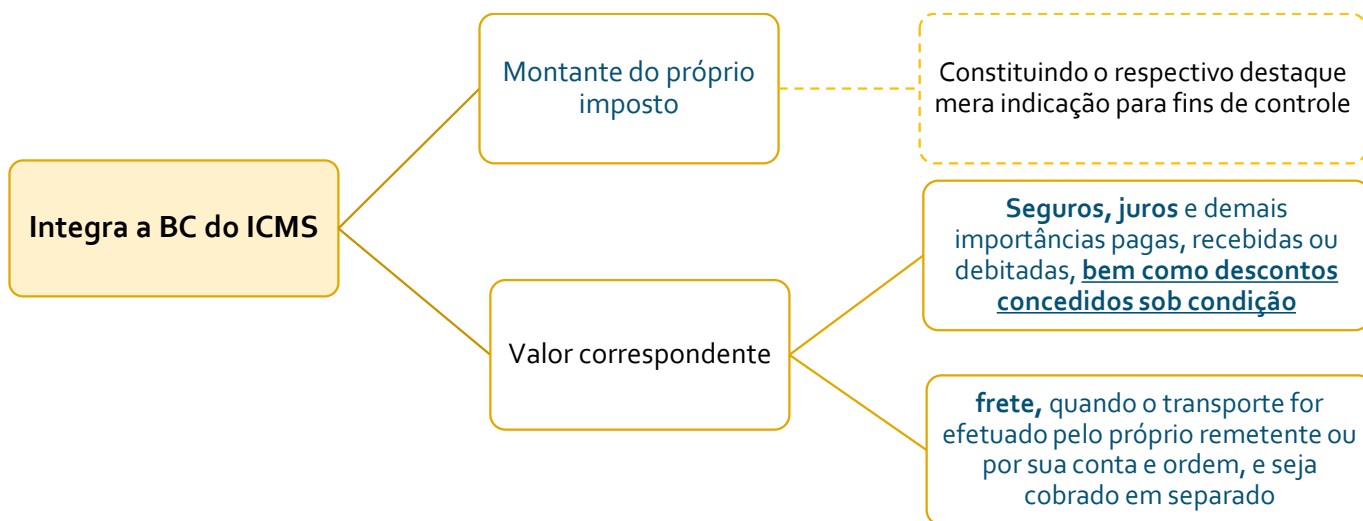 Integra a BC do ICMS
Montante do próprio
imposto
Constituindo o respectivo destaque
mera indicação para fins de controle
Valor correspondente
Seguros, juros e demais
importâncias pagas, recebidas ou
debitadas, bem como descontos
concedidos sob condição
frete, quando o transporte for
efetuado pelo próprio remetente ou
por sua conta e ordem, e seja
cobrado em separado